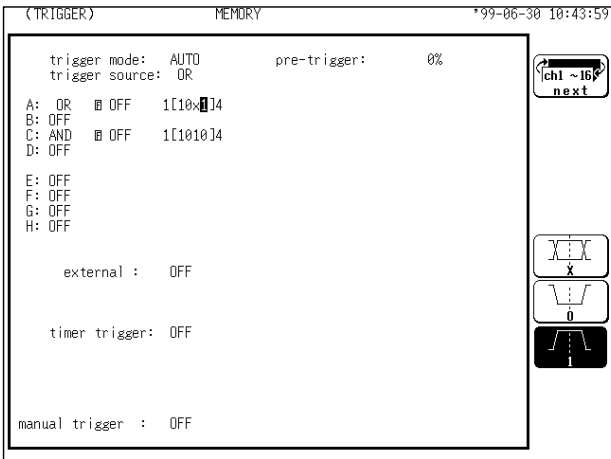 (TRIGGER) MEMORY '99-06-30 10:43:59
trigger mode: AUTO pre-trigger: 0%
trigger source: OR
ch1 ~16
next
A: OR F OFF 1[10x1]4
B: OFF
C: AND F OFF 1[1010]4
D: OFF
E: OFF
F: OFF
G: OFF
H: OFF
X
external : OFF
0
timer trigger: OFF
1
manual trigger : OFF